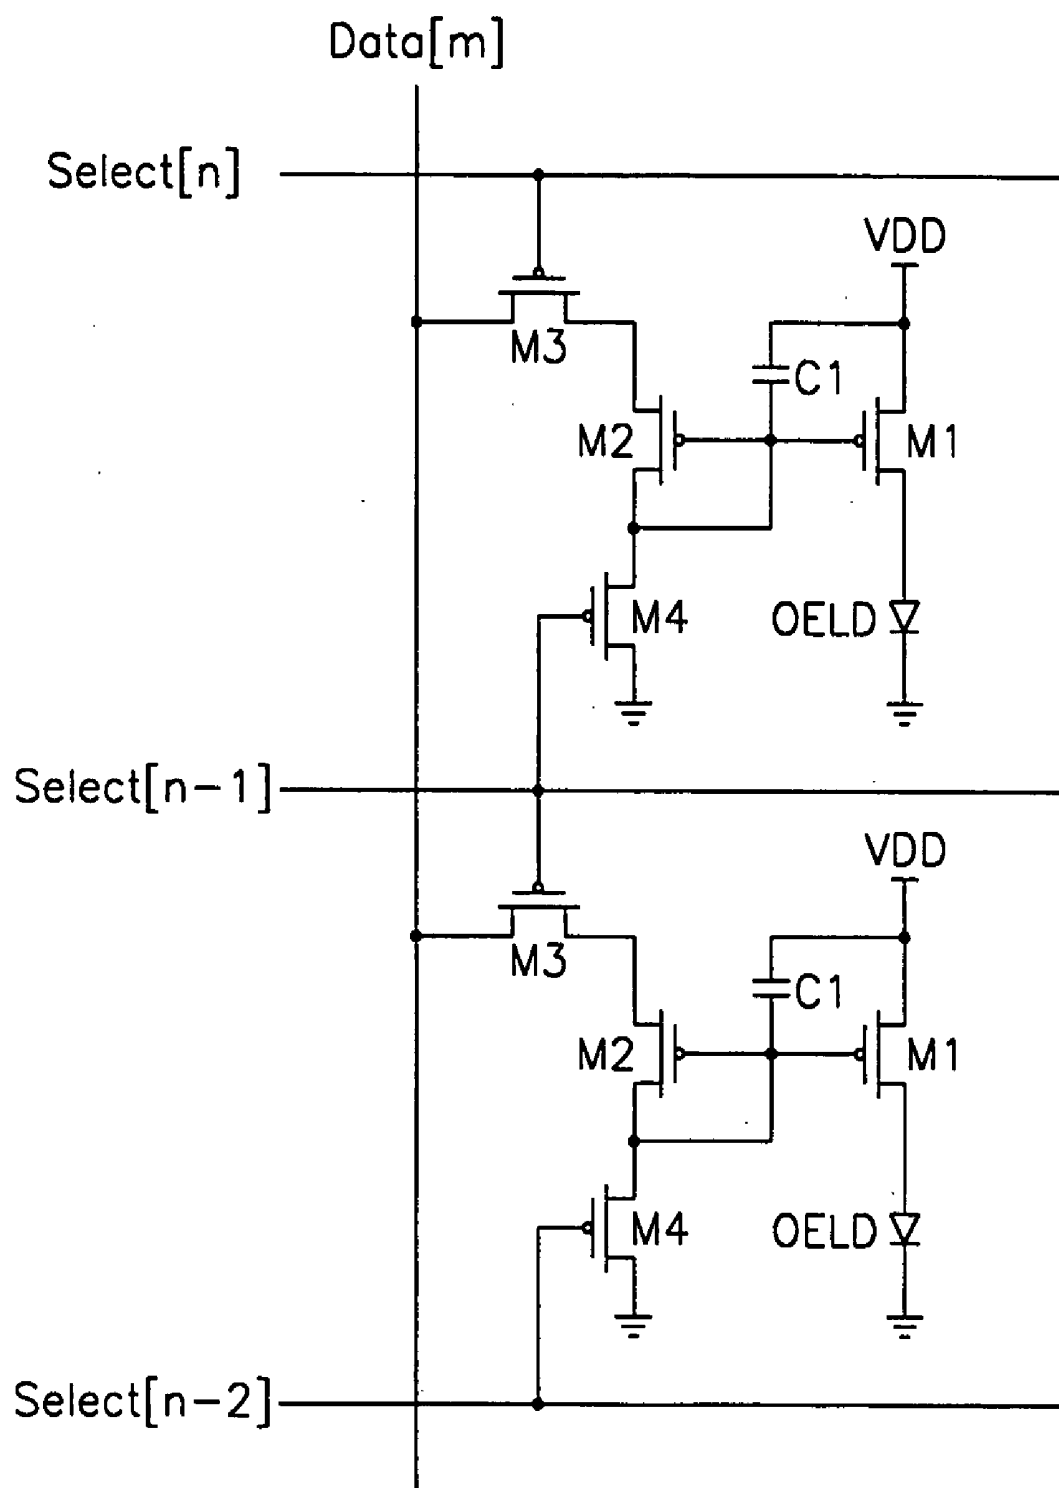 Data[m]
Select[n]
VDD
M3
C1
M2
M1
M4
OELD
Select[n-1]
VDD
M3
C1
M2
M1
M4
OELD
Select[n-2]